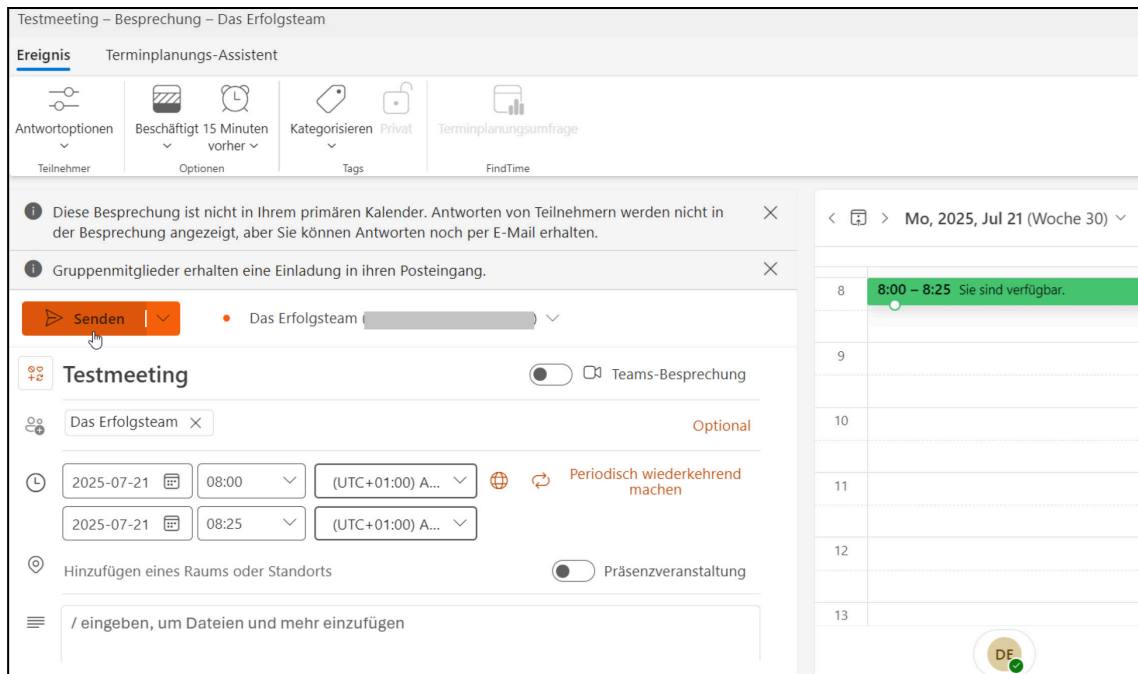 Testmeeting – Besprechung – Das Erfolgsteam
Ereignis Terminplanungs-Assistent
Antwortoptionen Beschäftigt 15 Minuten vorher Kategorisieren Privat Terminplanungsumfrage
Teilnehmer Optionen Tags FindTime
Diese Besprechung ist nicht in Ihrem primären Kalender. Antworten von Teilnehmern werden nicht in
der Besprechung angezeigt, aber Sie können Antworten noch per E-Mail erhalten.
Gruppenmitglieder erhalten eine Einladung in ihren Posteingang.
Senden Das Erfolgsteam ( )
Testmeeting Teams-Besprechung
Das Erfolgsteam Optional
2025-07-21 08:00 (UTC+01:00) A... Periodisch wiederkehrend
machen
2025-07-21 08:25 (UTC+01:00) A...
Hinzufügen eines Raums oder Standorts Präsenzveranstaltung
/ eingeben, um Dateien und mehr einzufügen
Mo, 2025, Jul 21 (Woche 30)
8 8:00 – 8:25 Sie sind verfügbar.
9
10
11
12
13
DE